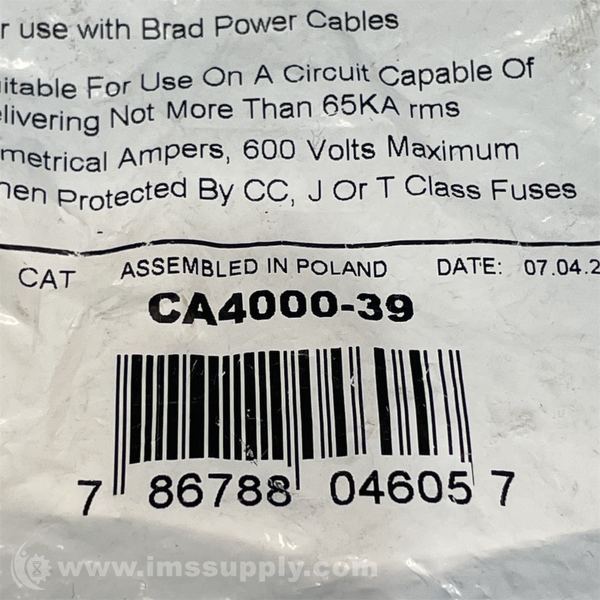 r use with Brad Power Cables
itable For Use On A Circuit Capable Of
livering Not More Than 65KA rms
metrical Ampers, 600 Volts Maximum
hen Protected By CC, J Or T Class Fuses
CAT ASSEMBLED IN POLAND DATE: 07.04.2
CA4000-39
7 86788 04605 7
www.imssupply.com